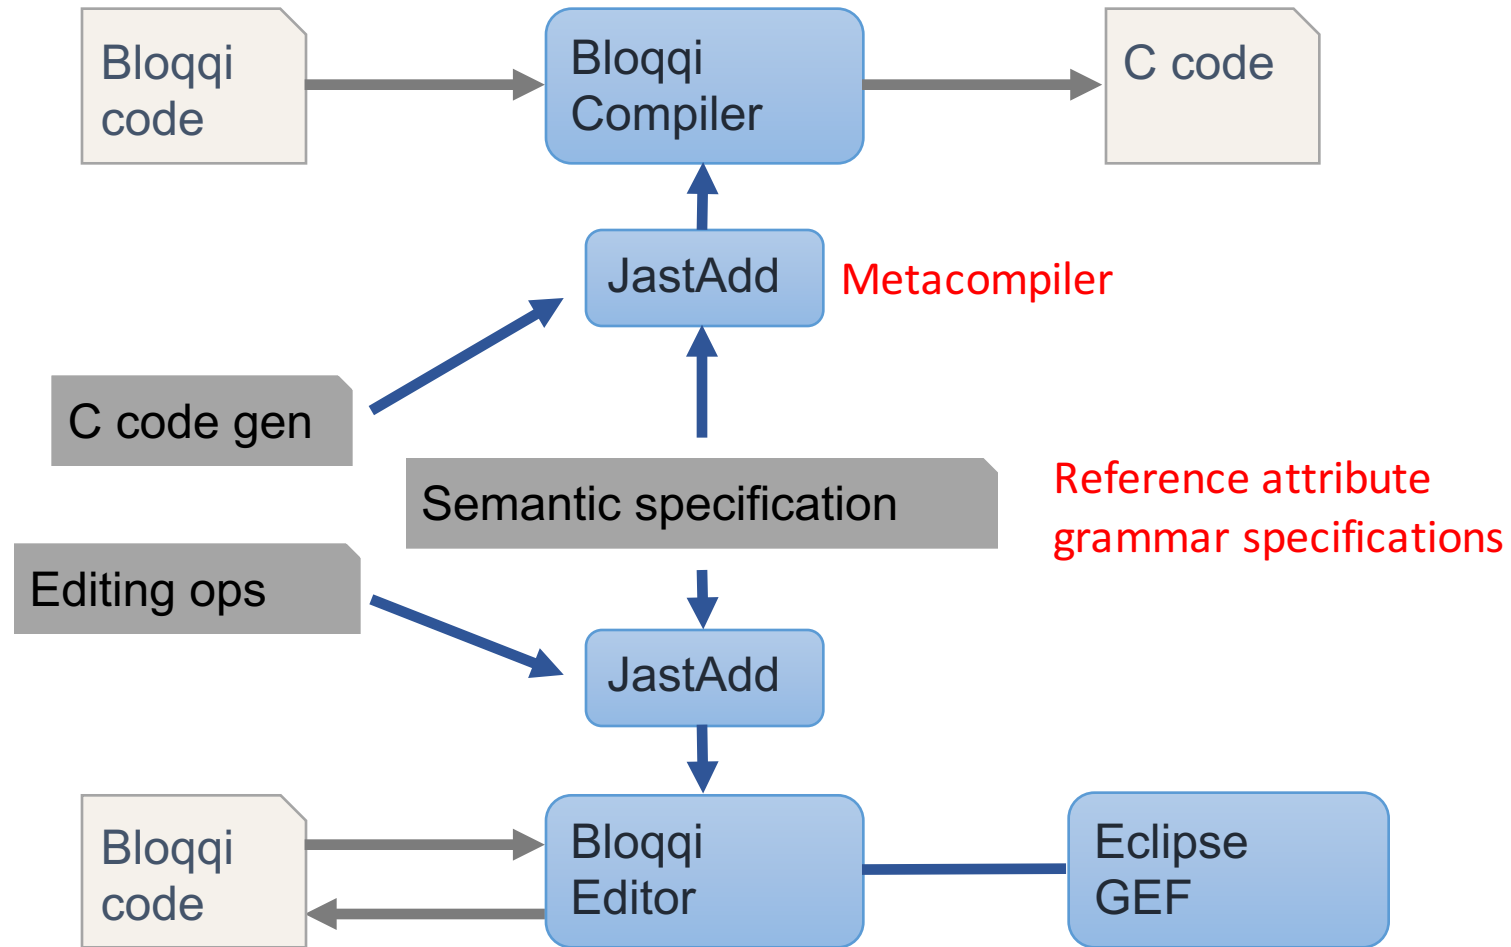 Bloqqi
code
Bloqqi
Compiler
C code
JastAdd
Metacompiler
C code gen
Semantic specification
Reference attribute
grammar specifications
Editing ops
JastAdd
Bloqqi
code
Bloqqi
Editor
Eclipse
GEF